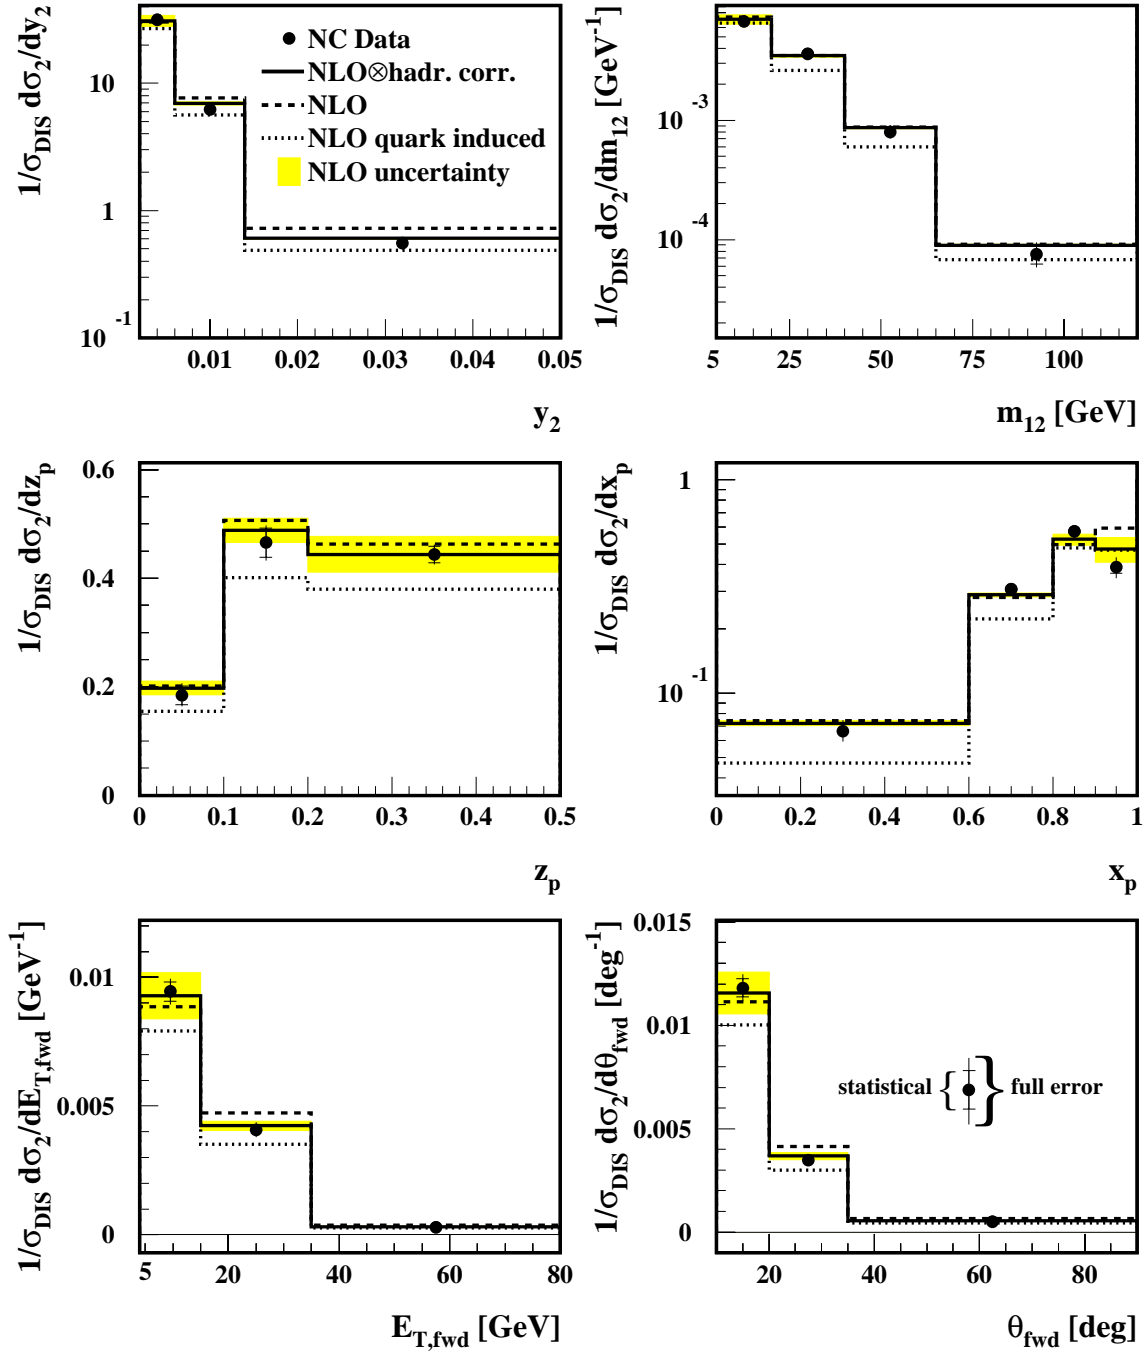 1/σ_DIS dσ_2/dy_2
10
1
10^-1
NC Data
NLO⊗hadr. corr.
NLO
NLO quark induced
NLO uncertainty
0.01 0.02 0.03 0.04 0.05
y_2
1/σ_DIS dσ_2/dm_12 [GeV^-1]
10^-3
10^-4
5 25 50 75 100
m_12 [GeV]
1/σ_DIS dσ_2/dz_p
0.6
0.4
0.2
0
0 0.1 0.2 0.3 0.4 0.5
z_p
1/σ_DIS dσ_2/dx_p
1
10^-1
0 0.2 0.4 0.6 0.8 1
x_p
1/σ_DIS dσ_2/dE_T,fwd [GeV^-1]
0.01
0.005
0
5 20 40 60 80
E_T,fwd [GeV]
1/σ_DIS dσ_2/dθ_fwd [deg^-1]
0.015
0.01
0.005
0
statistical { } full error
20 40 60 80
θ_fwd [deg]